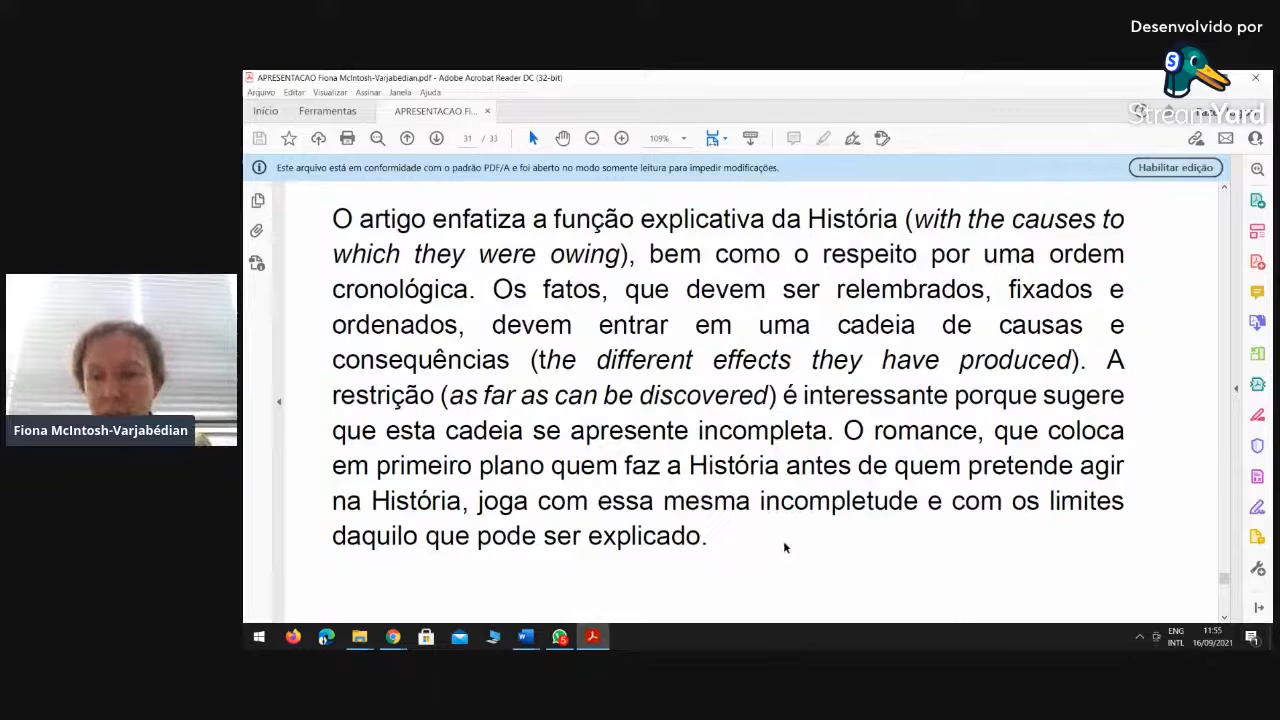 Desenvolvido por
StreamYard
APRESENTACAO Fiona McIntosh-Varjabédian.pdf - Adobe Acrobat Reader DC (32-bit)
Arquivo Editar Visualizar Assinar Janela Ajuda
Início Ferramentas APRESENTACAO Fi... ×
31 / 33 109%
Este arquivo está em conformidade com o padrão PDF/A e foi aberto no modo somente leitura para impedir modificações. Habilitar edição
O artigo enfatiza a função explicativa da História (with the causes to
which they were owing), bem como o respeito por uma ordem
cronológica. Os fatos, que devem ser relembrados, fixados e
ordenados, devem entrar em uma cadeia de causas e
consequências (the different effects they have produced). A
restrição (as far as can be discovered) é interessante porque sugere
que esta cadeia se apresente incompleta. O romance, que coloca
em primeiro plano quem faz a História antes de quem pretende agir
na História, joga com essa mesma incompletude e com os limites
daquilo que pode ser explicado.
Fiona McIntosh-Varjabédian
ENG 11:55
INTL 16/09/2021